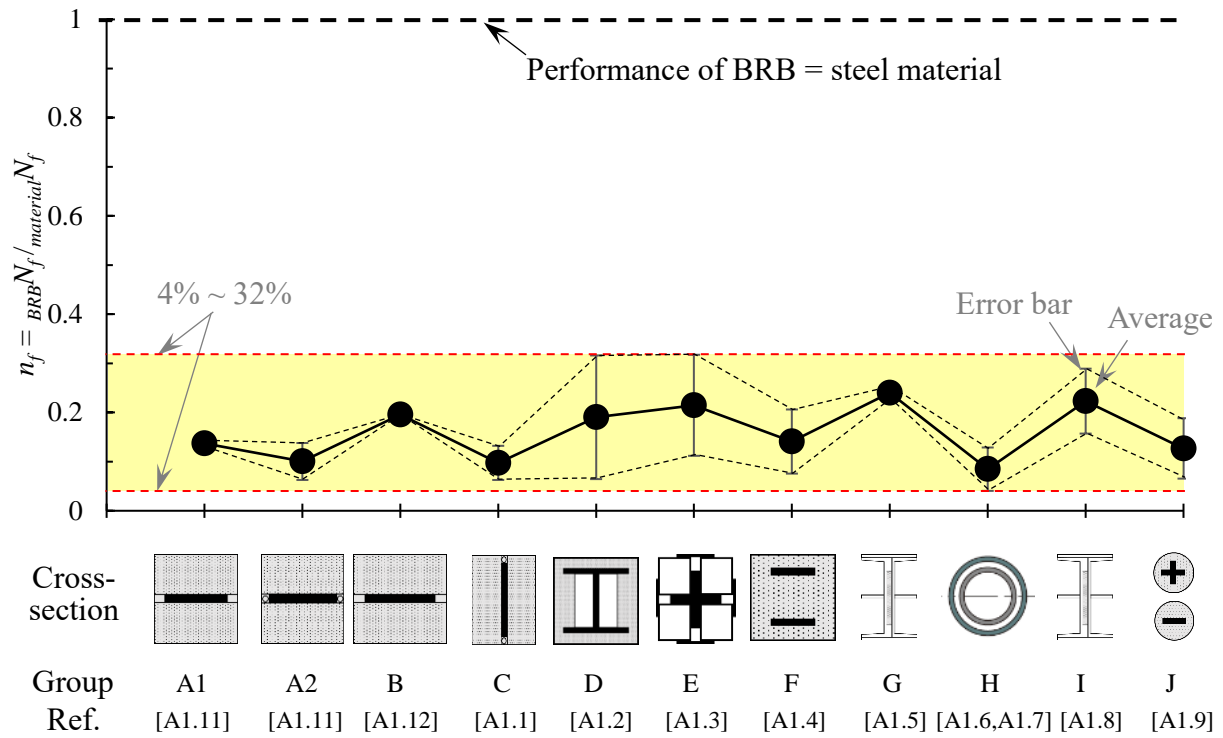 1
Performance of BRB = steel material
0.8
0.6
n_f = _BRB N_f / _material N_f
4% ~ 32%
0.4
Error bar
Average
0.2
0
Cross-
section
Group A1 A2 B C D E F G H I J
Ref. [A1.11] [A1.11] [A1.12] [A1.1] [A1.2] [A1.3] [A1.4] [A1.5] [A1.6,A1.7] [A1.8] [A1.9]